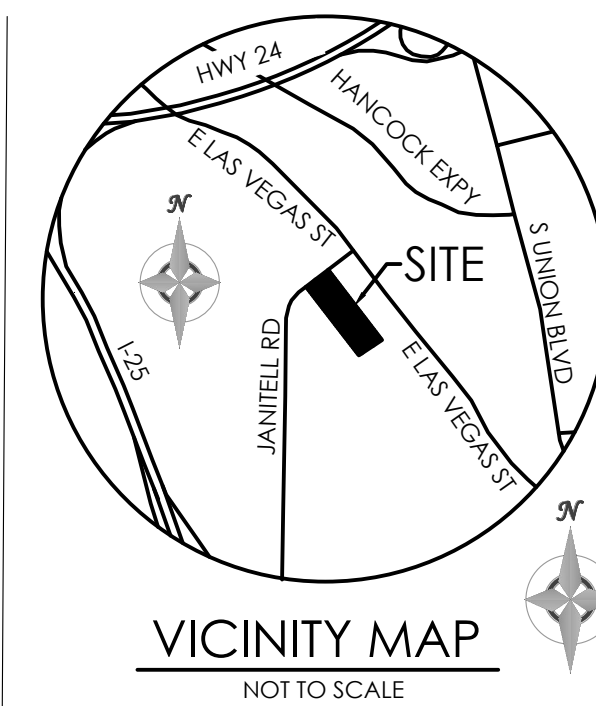 HWY 24
HANCOCK EXPY
E LAS VEGAS ST
N
SITE
S UNION BLVD
I-25
JANITELL RD
E LAS VEGAS ST
N
VICINITY MAP
NOT TO SCALE